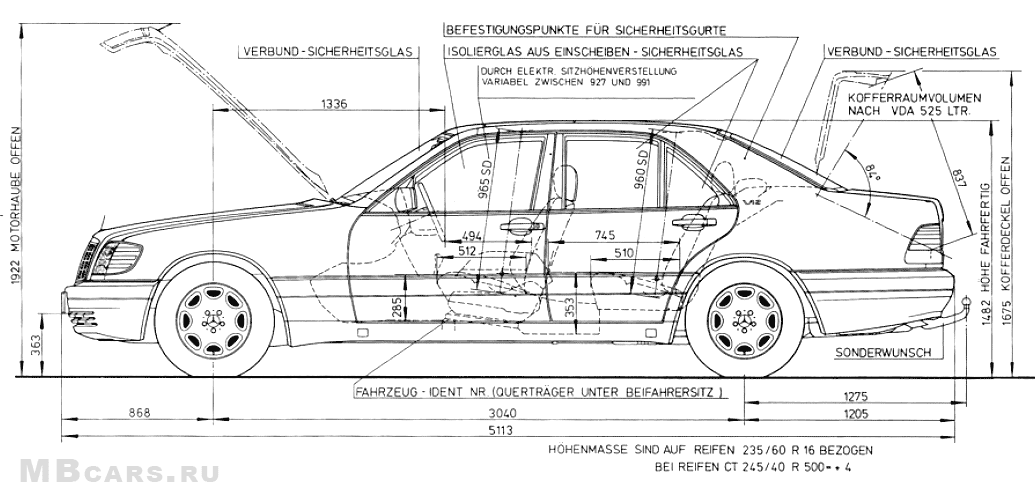 BEFESTIGUNGSPUNKTE FÜR SICHERHEITSGURTE
VERBUND - SICHERHEITSGLAS
ISOLIERGLAS AUS EINSCHEIBEN - SICHERHEITSGLAS
VERBUND - SICHERHEITSGLAS
DURCH ELEKTR. SITZHÖHENVERSTELLUNG
VARIABEL ZWISCHEN 927 UND 991
KOFFERRAUMVOLUMEN
NACH VDA 525 LTR.
1336
1922 MOTORHAUBE OFFEN
965 SD
960 SD
84°
837
V12
494
745
512
510
285
353
363
1482 HÖHE FAHRFERTIG
1675 KOFFERDECKEL OFFEN
SONDERWUNSCH
FAHRZEUG - IDENT NR.(QUERTRÄGER UNTER BEIFAHRERSITZ )
1275
868
3040
1205
5113
HÖHENMASSE SIND AUF REIFEN 235/60 R 16 BEZOGEN
BEI REIFEN CT 245/40 R 500=+ 4
MBCARS.RU